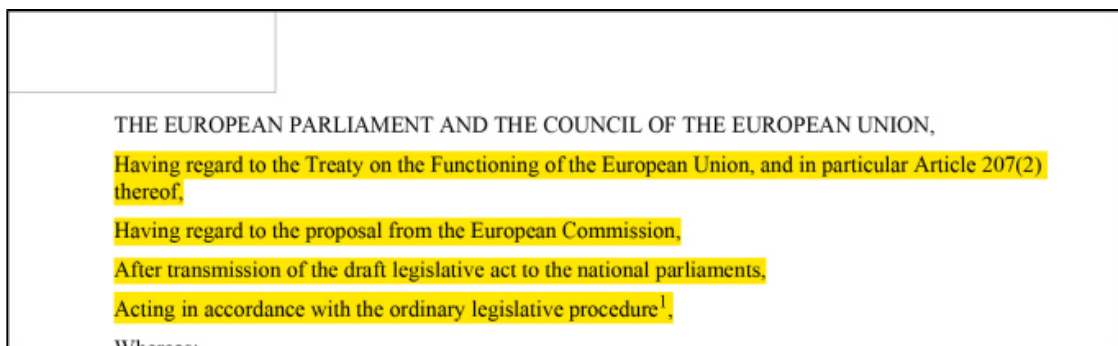 THE EUROPEAN PARLIAMENT AND THE COUNCIL OF THE EUROPEAN UNION,
Having regard to the Treaty on the Functioning of the European Union, and in particular Article 207(2)
thereof,
Having regard to the proposal from the European Commission,
After transmission of the draft legislative act to the national parliaments,
Acting in accordance with the ordinary legislative procedure¹,
Whereas: